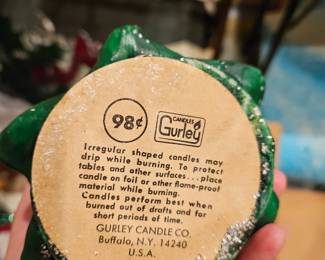 98¢
CANDLES
Gurley
Irregular shaped candles may
drip while burning. To protect
tables and other surfaces...place
candle on foil or other flame-proof
material while burning.
Candles perform best when
burned out of drafts and for
short periods of time.
GURLEY CANDLE CO.
Buffalo, N.Y. 14240
U.S.A.